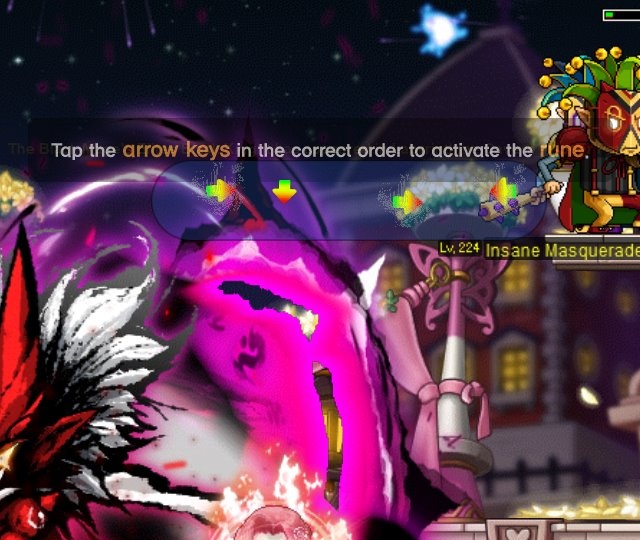 Tap the arrow keys in the correct order to activate the rune.
Lv. 224 Insane Masquerade